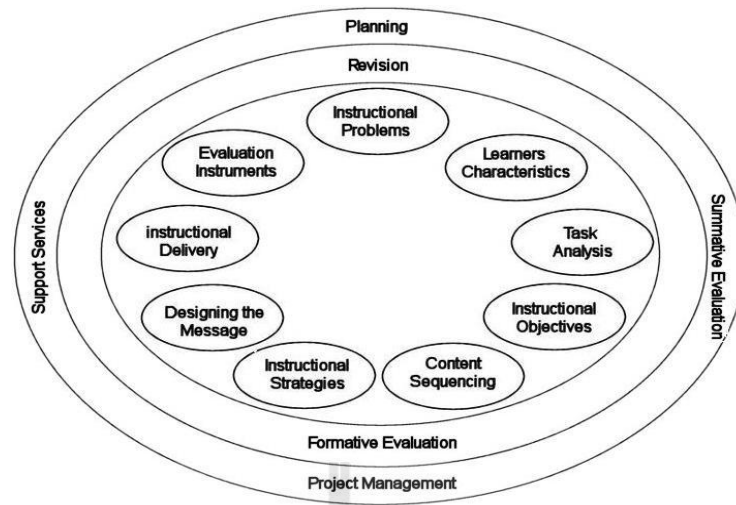 Planning
Revision
Instructional
Problems
Evaluation
Instruments
Learners
Characteristics
instructional
Delivery
Task
Analysis
Support Services
Summative Evaluation
Designing the
Message
Instructional
Objectives
Instructional
Strategies
Content
Sequencing
Formative Evaluation
Project Management